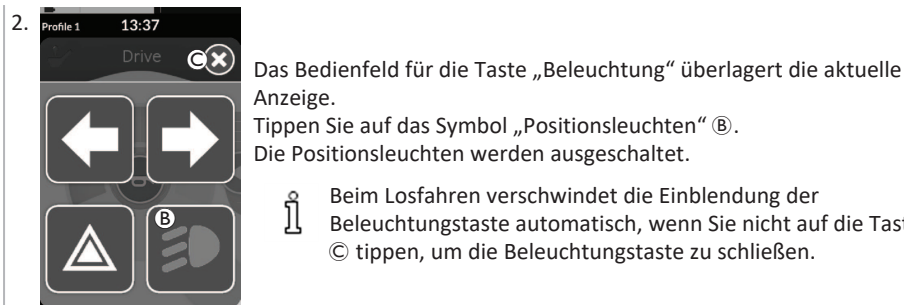 2.
Profile 1 13:37
Drive Ⓒ
Das Bedienfeld für die Taste „Beleuchtung“ überlagert die aktuelle
Anzeige.
Tippen Sie auf das Symbol „Positionsleuchten“ Ⓑ.
Die Positionsleuchten werden ausgeschaltet.
Ⓑ
Beim Losfahren verschwindet die Einblendung der
Beleuchtungstaste automatisch, wenn Sie nicht auf die Tast
Ⓒ tippen, um die Beleuchtungstaste zu schließen.